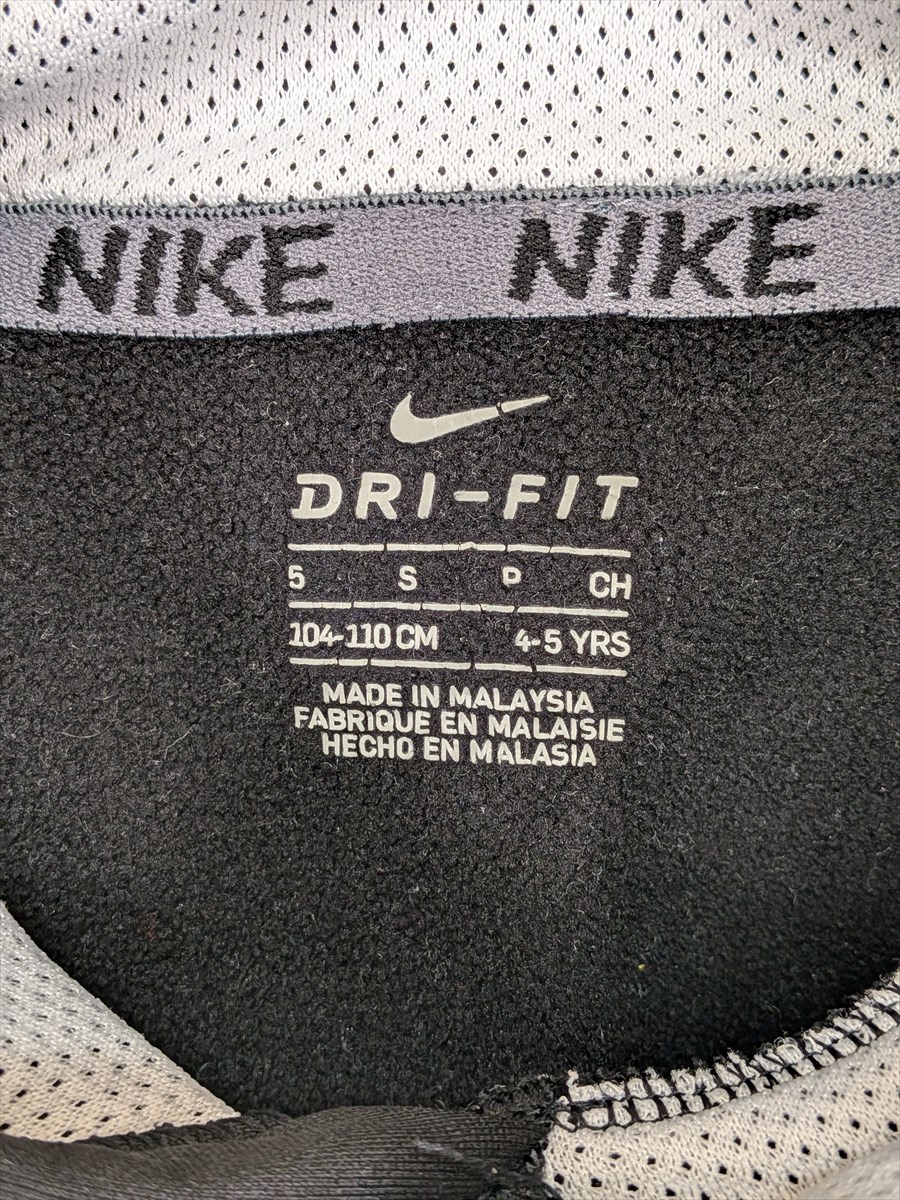 NIKE NIKE
DRI-FIT
5 S P CH
104-110 CM 4-5 YRS
MADE IN MALAYSIA
FABRIQUE EN MALAISIE
HECHO EN MALASIA